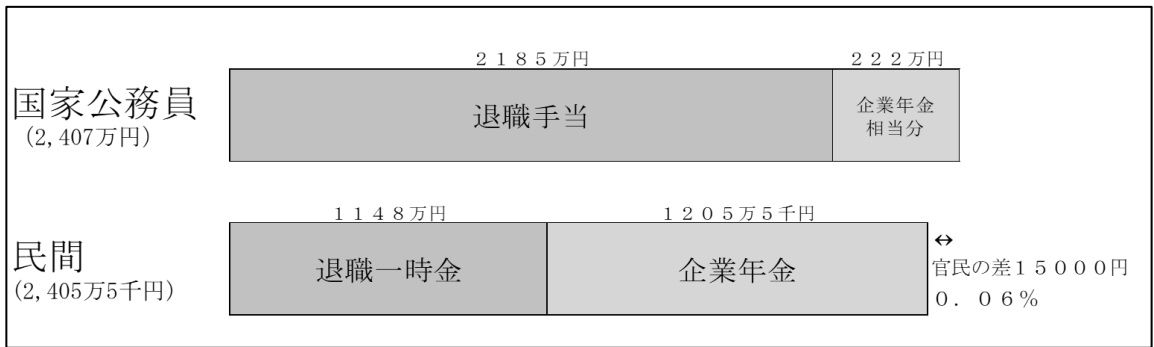 ２１８５万円
２２２万円
国家公務員
(2,407万円)
退職手当
企業年金
相当分
１１４８万円
１２０５万５千円
民間
(2,405万5千円)
退職一時金
企業年金
↔
官民の差１５０００円
０．０６％